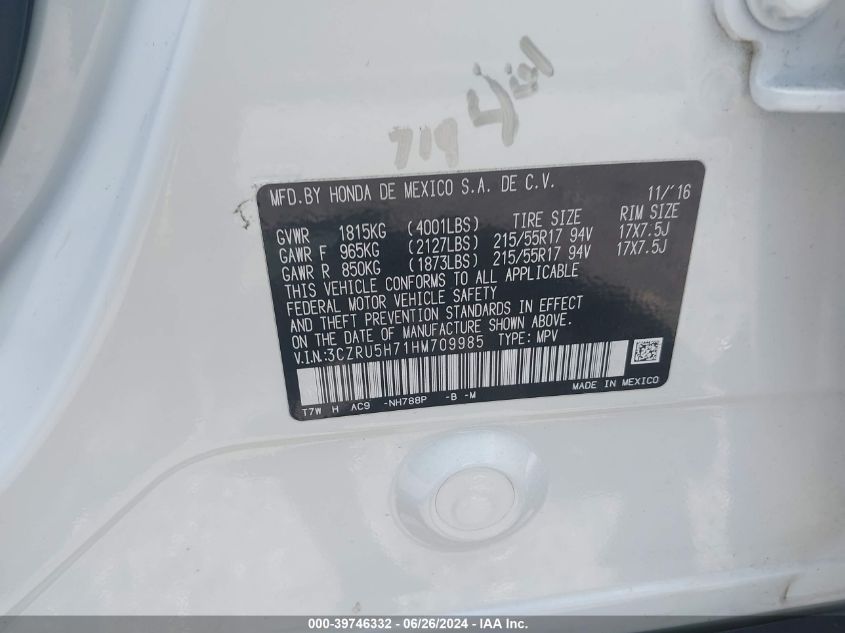 719
MFD.BY HONDA DE MEXICO S.A. DE C.V. 11/'16
GVWR 1815KG (4001LBS) TIRE SIZE RIM SIZE
GAWR F 965KG (2127LBS) 215/55R17 94V 17X7.5J
GAWR R 850KG (1873LBS) 215/55R17 94V 17X7.5J
THIS VEHICLE CONFORMS TO ALL APPLICABLE
FEDERAL MOTOR VEHICLE SAFETY
AND THEFT PREVENTION STANDARDS IN EFFECT
ON THE DATE OF MANUFACTURE SHOWN ABOVE.
V.I.N:3CZRU5H71HM709985 TYPE: MPV
MADE IN MEXICO
T7W H AC9 -NH788P -B -M
000-39746332 - 06/26/2024 - IAA Inc.